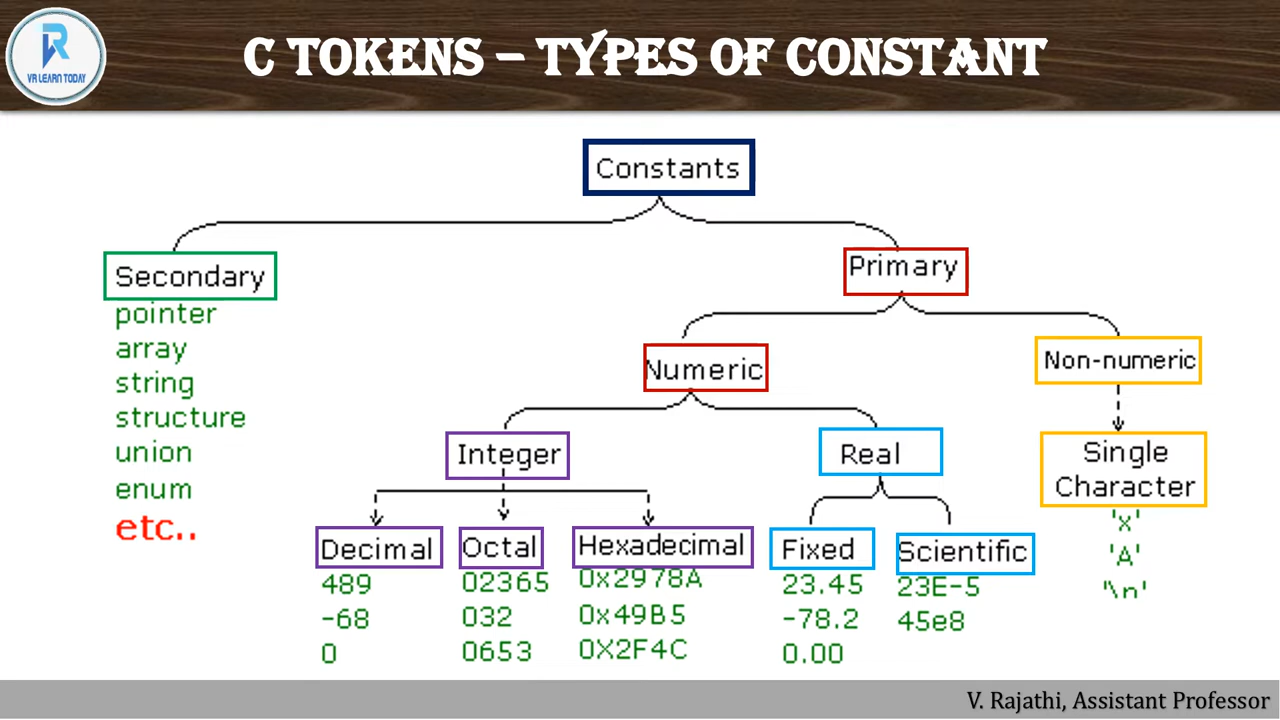 VR LEARN TODAY
C TOKENS – TYPES OF CONSTANT
Constants
Secondary
pointer
array
string
structure
union
enum
etc..
Primary
Numeric
Non-numeric
Integer
Real
Single
Character
'x'
'A'
'\n'
Decimal
489
-68
0
Octal
02365
032
0653
Hexadecimal
0x2978A
0x49B5
0X2F4C
Fixed
23.45
-78.2
0.00
Scientific
23E-5
45e8
V. Rajathi, Assistant Professor